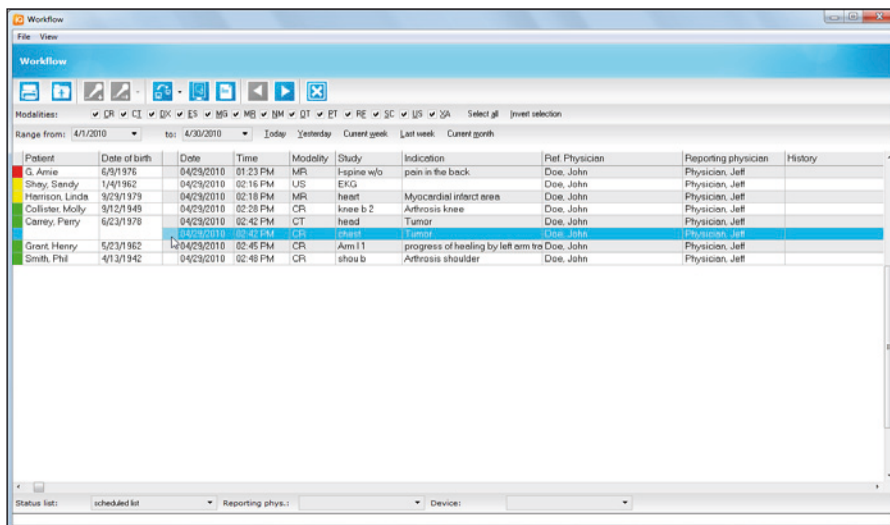 Workflow
File View
Workflow
Modalities: CR CT DX ES MG MR NM OT PT RF SC US XA Select all Invert selection
Range from: 4/1/2010 to: 4/30/2010 Today Yesterday Current week Last week Current month
Patient Date of birth Date Time Modality Study Indication Ref. Physician Reporting physician History
G. Amie 6/9/1976 04/29/2010 01:23 PM MR l-spine w/o pain in the back Doe, John Physician, Jeff
Shay, Sandy 1/4/1962 04/29/2010 02:16 PM US EKG Doe, John Physician, Jeff
Harrison, Linda 9/29/1979 04/29/2010 02:18 PM MR heart Myocardial infarct area Doe, John Physician, Jeff
Collister, Molly 9/12/1949 04/29/2010 02:28 PM CR knee b 2 Arthrosis knee Doe, John Physician, Jeff
Carrey, Perry 6/23/1978 04/29/2010 02:42 PM CT head Tumor Doe, John Physician, Jeff
04/29/2010 02:42 PM CR chest Tumor Doe, John Physician, Jeff
Grant, Henry 5/23/1962 04/29/2010 02:45 PM CR Arm l 1 progress of healing by left arm tra Doe, John Physician, Jeff
Smith, Phil 4/13/1942 04/29/2010 02:48 PM CR shou b Arthrosis shoulder Doe, John Physician, Jeff
Status list: scheduled list Reporting phys.: Device: